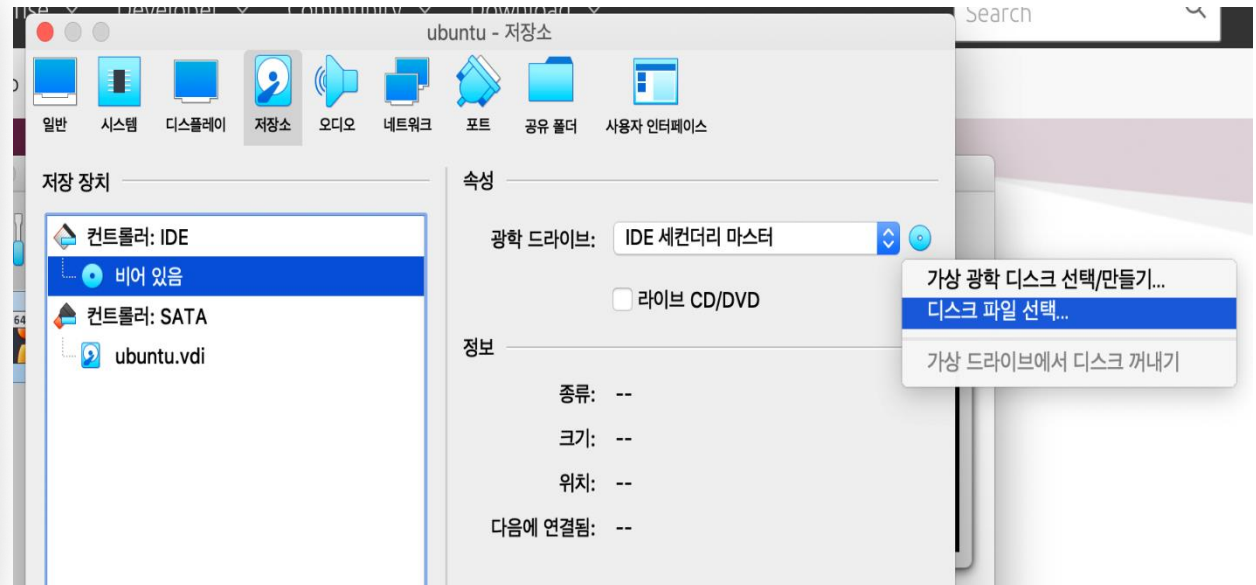 Developer Community Download
Search
ubuntu - 저장소
일반 시스템 디스플레이 저장소 오디오 네트워크 포트 공유 폴더 사용자 인터페이스
저장 장치
컨트롤러: IDE
비어 있음
컨트롤러: SATA
ubuntu.vdi
속성
광학 드라이브: IDE 세컨더리 마스터
라이브 CD/DVD
정보
종류: --
크기: --
위치: --
다음에 연결됨: --
가상 광학 디스크 선택/만들기...
디스크 파일 선택...
가상 드라이브에서 디스크 꺼내기
64